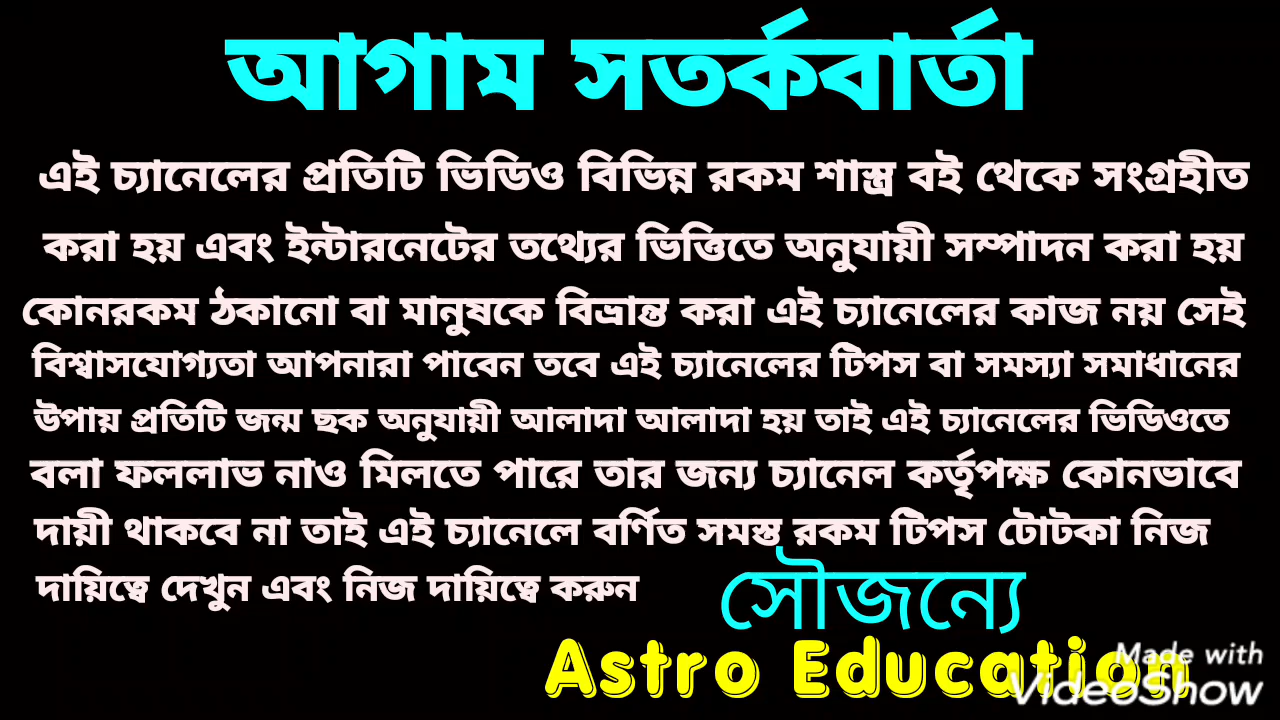 আগাম সতর্কবার্তা
এই চ্যানেলের প্রতিটি ভিডিও বিভিন্ন রকম শাস্ত্র বই থেকে সংগ্রহীত
করা হয় এবং ইন্টারনেটের তথ্যের ভিত্তিতে অনুযায়ী সম্পাদন করা হয়
কোনরকম ঠকানো বা মানুষকে বিভ্রান্ত করা এই চ্যানেলের কাজ নয় সেই
বিশ্বাসযোগ্যতা আপনারা পাবেন তবে এই চ্যানেলের টিপস বা সমস্যা সমাধানের
উপায় প্রতিটি জন্ম ছক অনুযায়ী আলাদা আলাদা হয় তাই এই চ্যানেলের ভিডিওতে
বলা ফললাভ নাও মিলতে পারে তার জন্য চ্যানেল কর্তৃপক্ষ কোনভাবে
দায়ী থাকবে না তাই এই চ্যানেলে বর্ণিত সমস্ত রকম টিপস টোটকা নিজ
দায়িত্বে দেখুন এবং নিজ দায়িত্বে করুন
সৌজন্যে
Astro Education
Made with
VideoShow